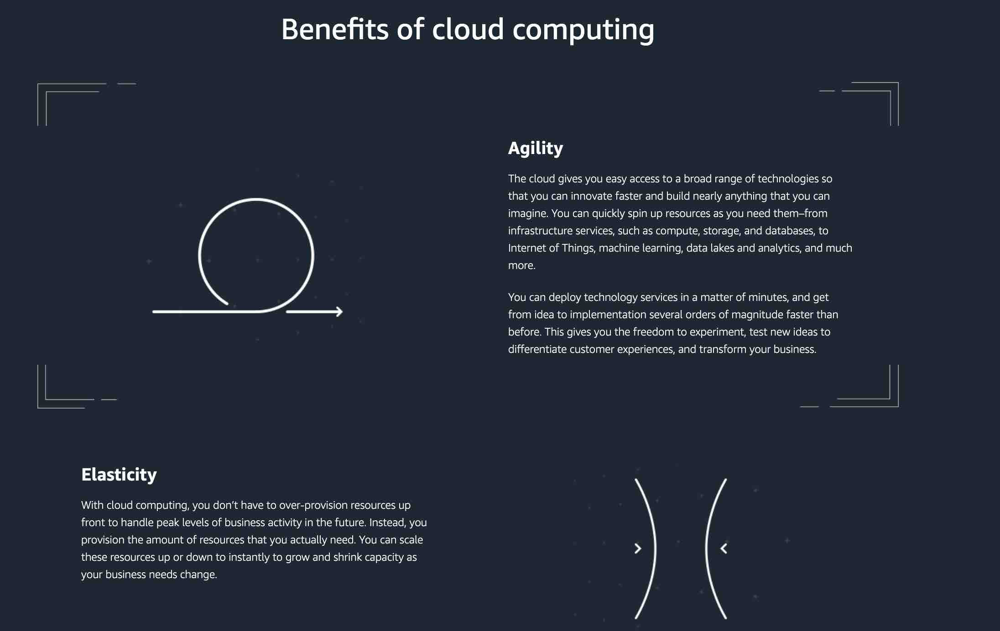 Benefits of cloud computing
Agility
The cloud gives you easy access to a broad range of technologies so
that you can innovate faster and build nearly anything that you can
imagine. You can quickly spin up resources as you need them–from
infrastructure services, such as compute, storage, and databases, to
Internet of Things, machine learning, data lakes and analytics, and much
more.
You can deploy technology services in a matter of minutes, and get
from idea to implementation several orders of magnitude faster than
before. This gives you the freedom to experiment, test new ideas to
differentiate customer experiences, and transform your business.
Elasticity
With cloud computing, you don’t have to over-provision resources up
front to handle peak levels of business activity in the future. Instead, you
provision the amount of resources that you actually need. You can scale
these resources up or down to instantly to grow and shrink capacity as
your business needs change.